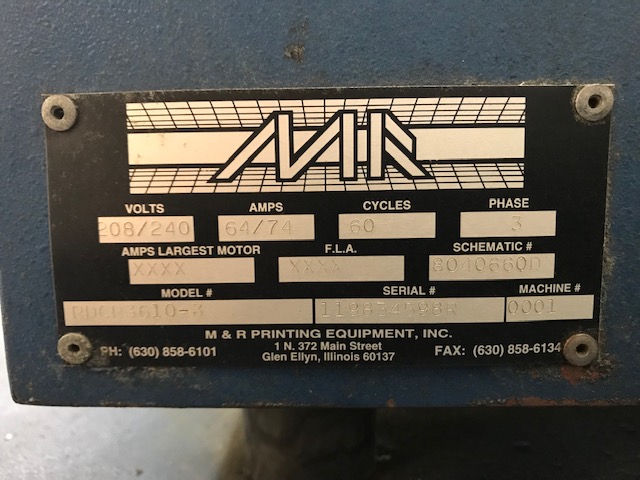 M&R
VOLTS AMPS CYCLES PHASE
208/240 64/74 60 3
AMPS LARGEST MOTOR F.L.A. SCHEMATIC #
XXXX XXXX 8040660D
MODEL # SERIAL # MACHINE #
0001
M & R PRINTING EQUIPMENT, INC.
1 N. 372 Main Street
PH: (630) 858-6101 Glen Ellyn, Illinois 60137 FAX: (630) 858-6134